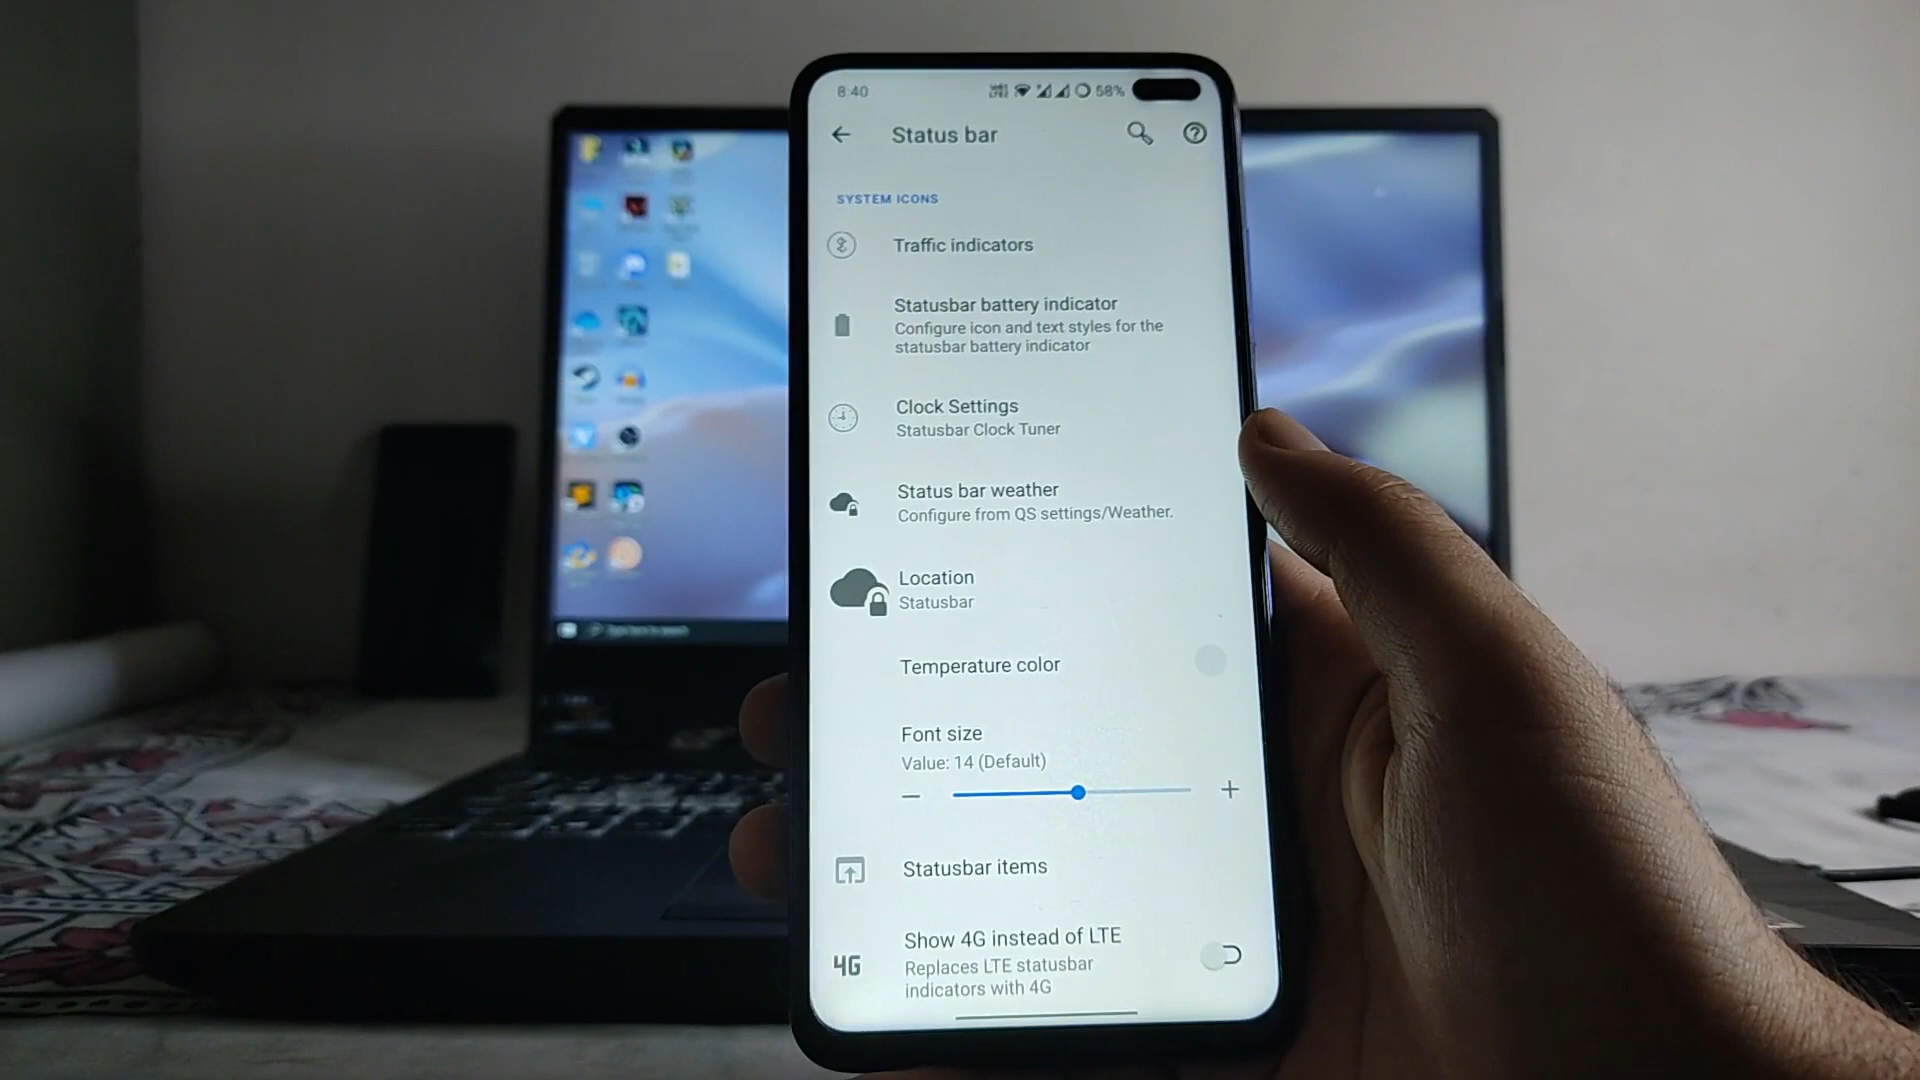 8:40
58%
Status bar
SYSTEM ICONS
Traffic indicators
Statusbar battery indicator
Configure icon and text styles for the
statusbar battery indicator
Clock Settings
Statusbar Clock Tuner
Status bar weather
Configure from QS settings/Weather.
Location
Statusbar
Temperature color
Font size
Value: 14 (Default)
Statusbar items
Show 4G instead of LTE
4G
Replaces LTE statusbar
indicators with 4G